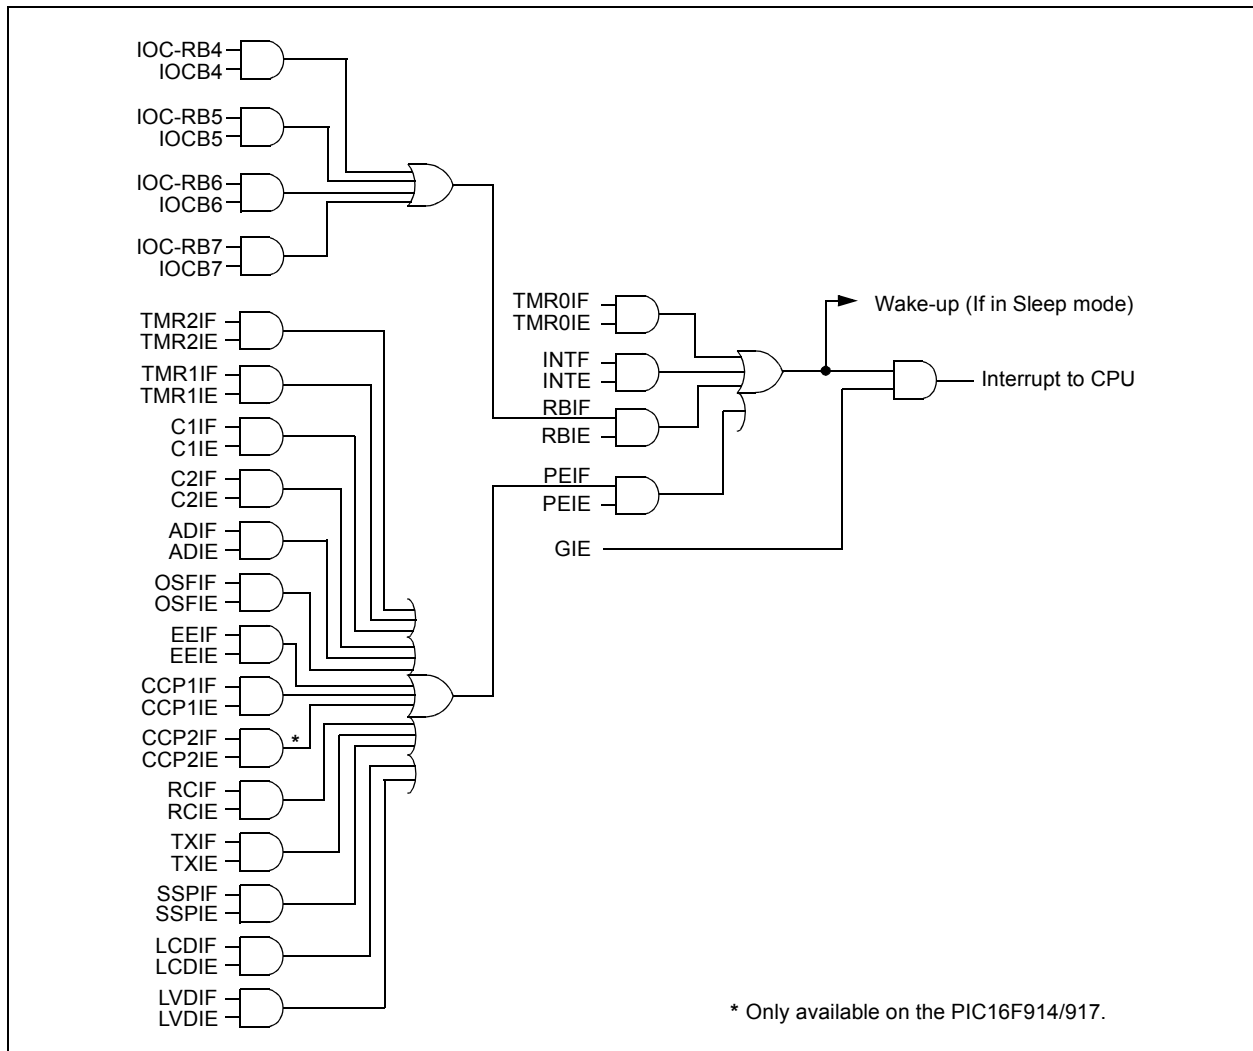 IOC-RB4
IOCB4
IOC-RB5
IOCB5
IOC-RB6
IOCB6
IOC-RB7
IOCB7
TMR2IF
TMR2IE
TMR1IF
TMR1IE
C1IF
C1IE
C2IF
C2IE
ADIF
ADIE
OSFIF
OSFIE
EEIF
EEIE
CCP1IF
CCP1IE
CCP2IF
CCP2IE
*
RCIF
RCIE
TXIF
TXIE
SSPIF
SSPIE
LCDIF
LCDIE
LVDIF
LVDIE
TMR0IF
TMR0IE
INTF
INTE
RBIF
RBIE
PEIF
PEIE
GIE
Wake-up (If in Sleep mode)
Interrupt to CPU
* Only available on the PIC16F914/917.